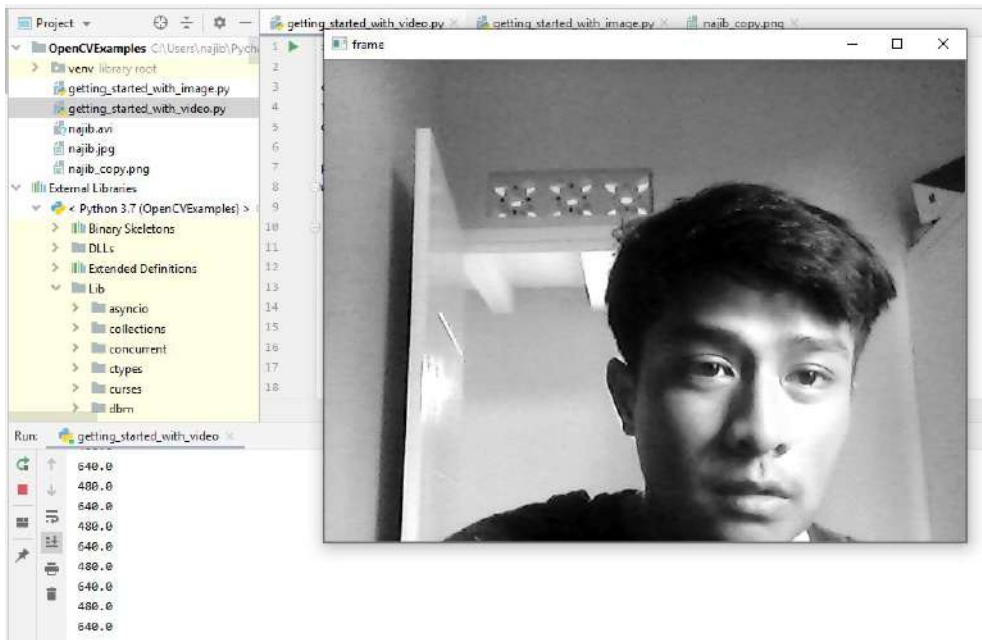 Project
getting_started_with_video.py
getting_started_with_image.py
najib_copy.png
OpenCVExamples C:\Users\najib\Pych
venv library root
getting_started_with_image.py
getting_started_with_video.py
najib.avi
najib.jpg
najib_copy.png
External Libraries
< Python 3.7 (OpenCVExamples) >
Binary Skeletons
DLLs
Extended Definitions
Lib
asyncio
collections
concurrent
ctypes
curses
dbm
1
2
3
4
5
6
7
8
9
10
11
12
13
14
15
16
17
18
frame
Run: getting_started_with_video
640.0
480.0
640.0
480.0
640.0
480.0
640.0
480.0
640.0